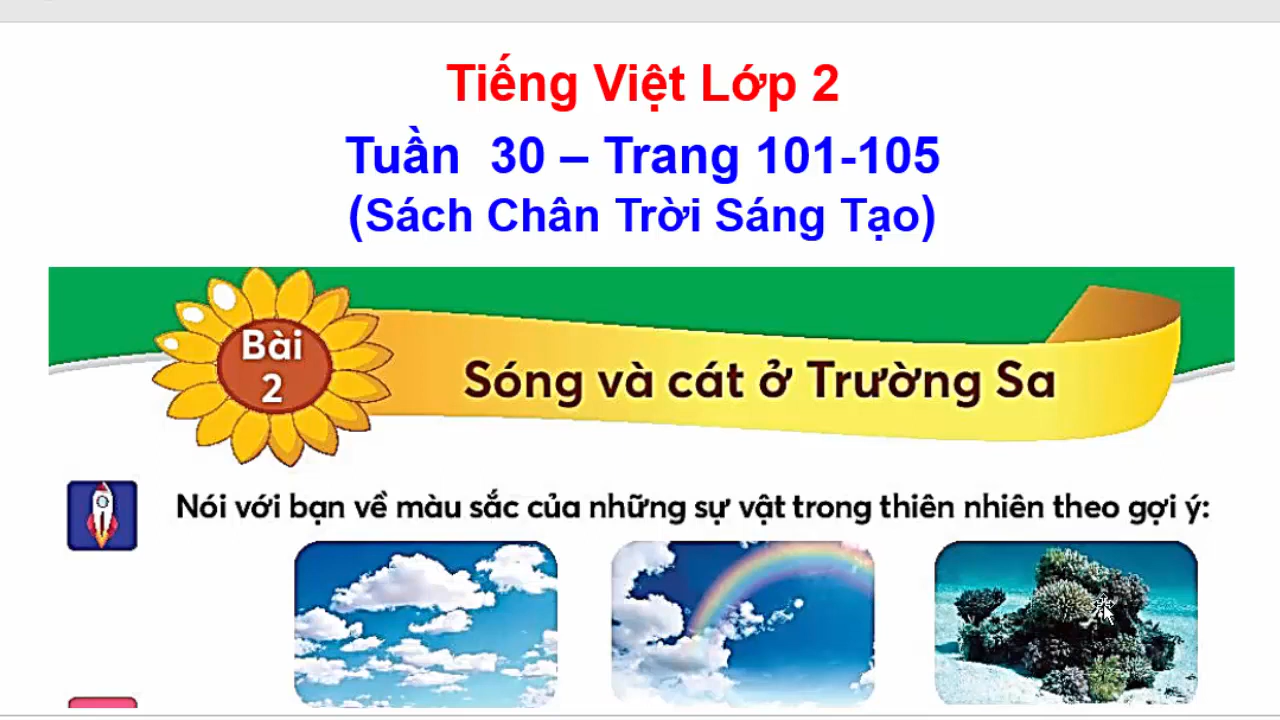 Tiếng Việt Lớp 2
Tuần 30 – Trang 101-105
(Sách Chân Trời Sáng Tạo)
Bài
2
Sóng và cát ở Trường Sa
Nói với bạn về màu sắc của những sự vật trong thiên nhiên theo gợi ý: